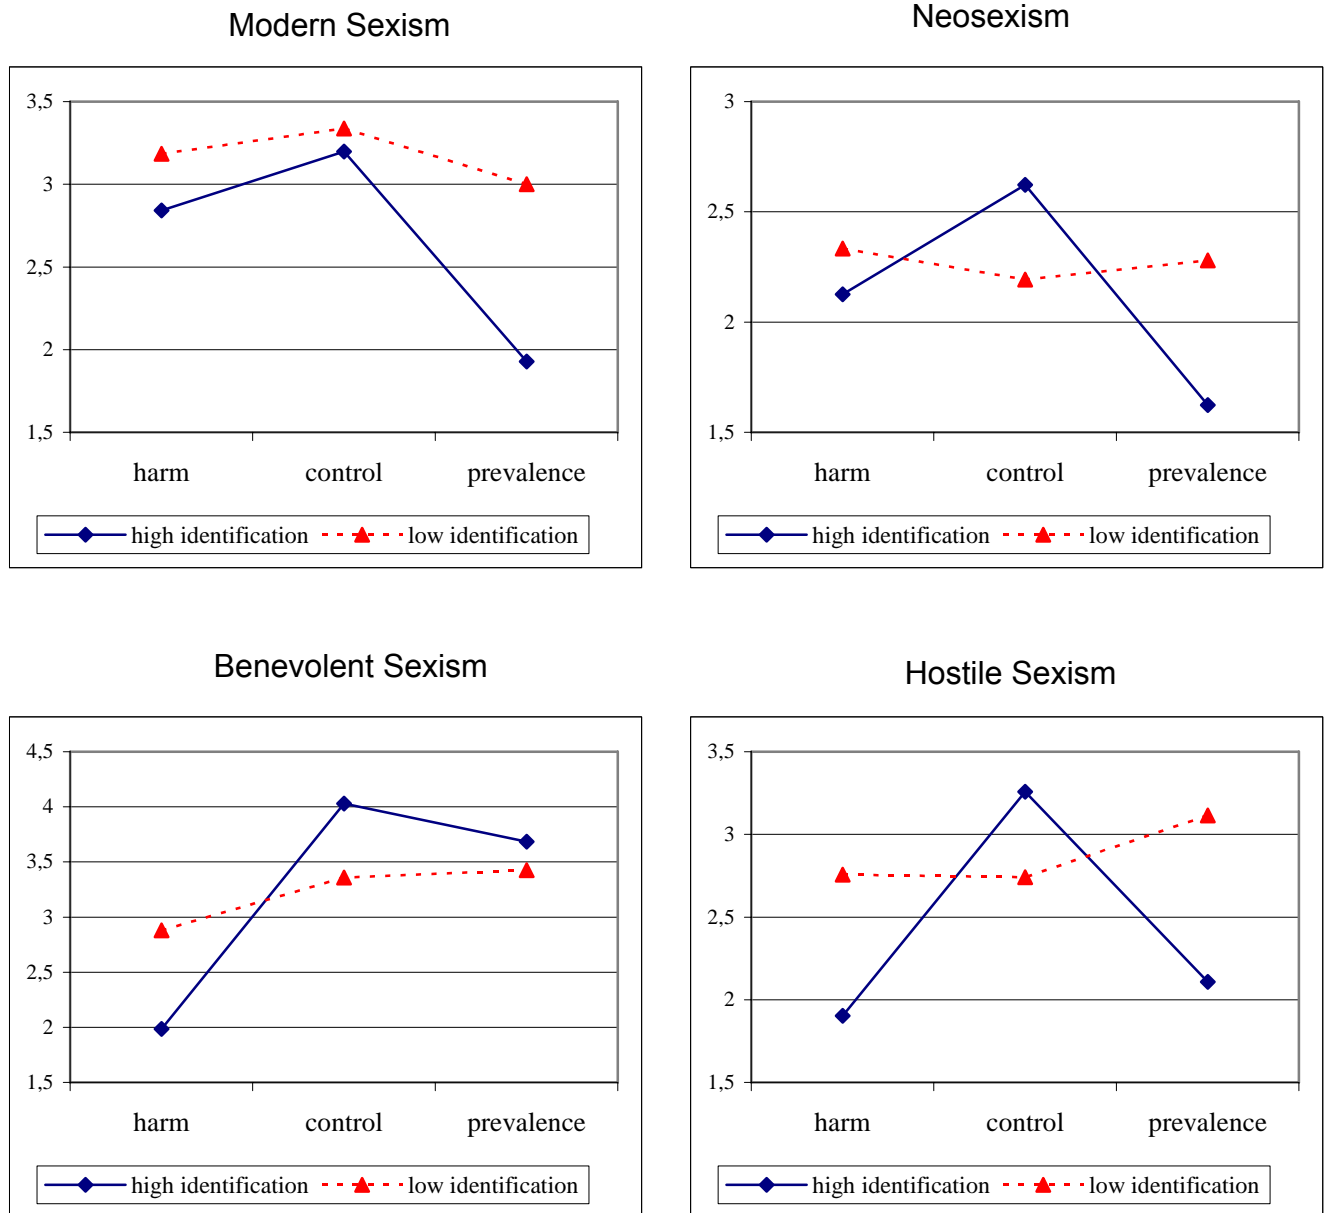 Modern Sexism
3,5
3
2,5
2
1,5
harm control prevalence
high identification low identification
Neosexism
3
2,5
2
1,5
harm control prevalence
high identification low identification
Benevolent Sexism
4,5
4
3,5
3
2,5
2
1,5
harm control prevalence
high identification low identification
Hostile Sexism
3,5
3
2,5
2
1,5
harm control prevalence
high identification low identification